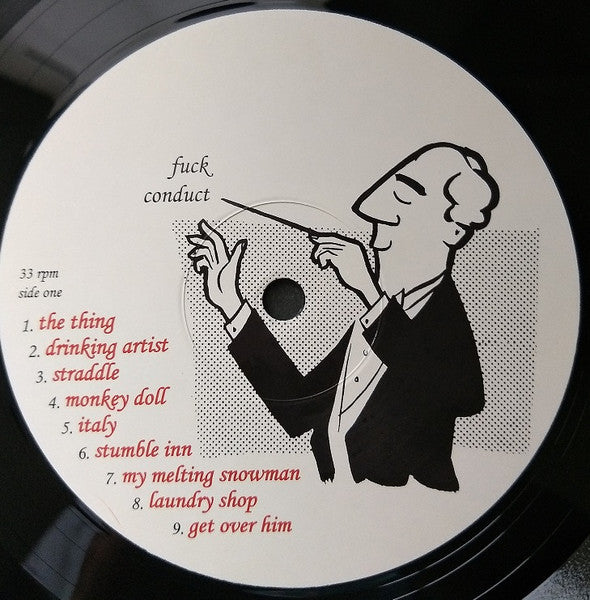 fuck
conduct
33 rpm
side one
1. the thing
2. drinking artist
3. straddle
4. monkey doll
5. italy
6. stumble inn
7. my melting snowman
8. laundry shop
9. get over him